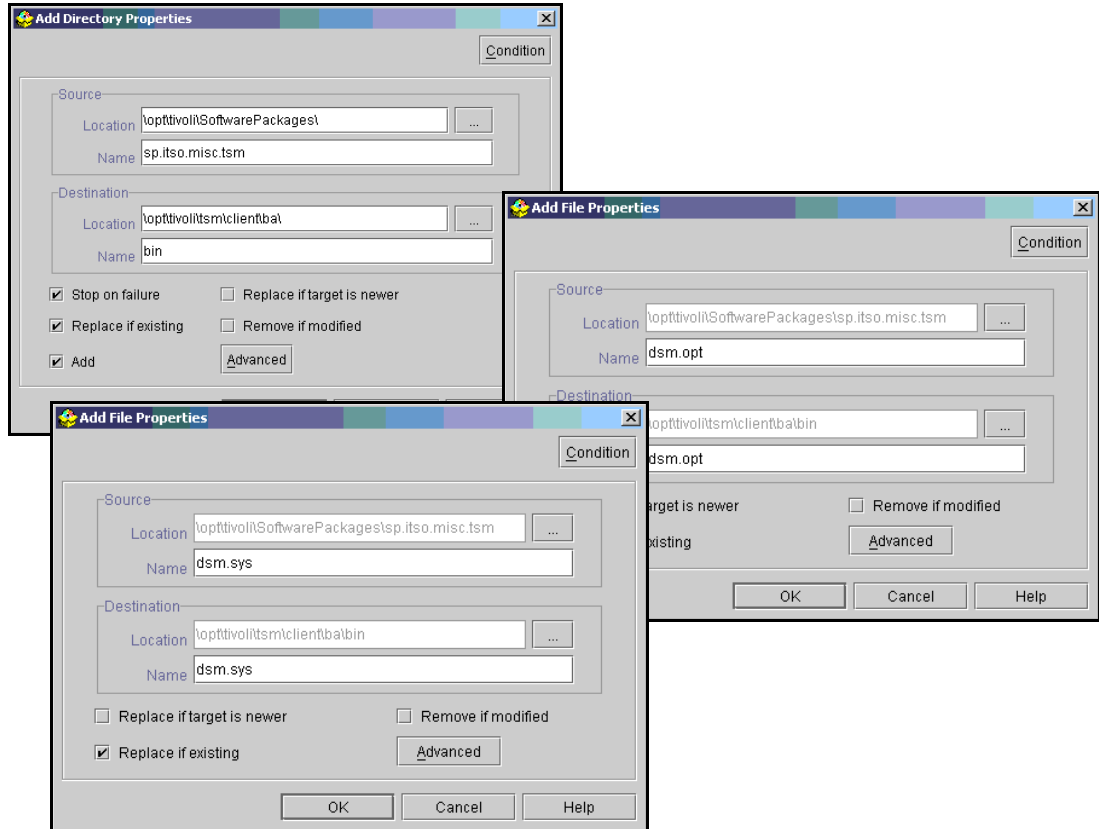 Add Directory Properties
Condition
Source
Location \opt\tivoli\SoftwarePackages\ ...
Name sp.itso.misc.tsm
Destination
Location \opt\tivoli\tsm\client\ba\ ...
Name bin
Stop on failure Replace if target is newer
Replace if existing Remove if modified
Add Advanced
Add File Properties
Condition
Source
Location \opt\tivoli\SoftwarePackages\sp.itso.misc.tsm ...
Name dsm.opt
Destination
\opt\tivoli\tsm\client\ba\bin ...
dsm.opt
target is newer Remove if modified
existing Advanced
OK Cancel Help
Add File Properties
Condition
Source
Location \opt\tivoli\SoftwarePackages\sp.itso.misc.tsm ...
Name dsm.sys
Destination
Location \opt\tivoli\tsm\client\ba\bin ...
Name dsm.sys
Replace if target is newer Remove if modified
Replace if existing Advanced
OK Cancel Help